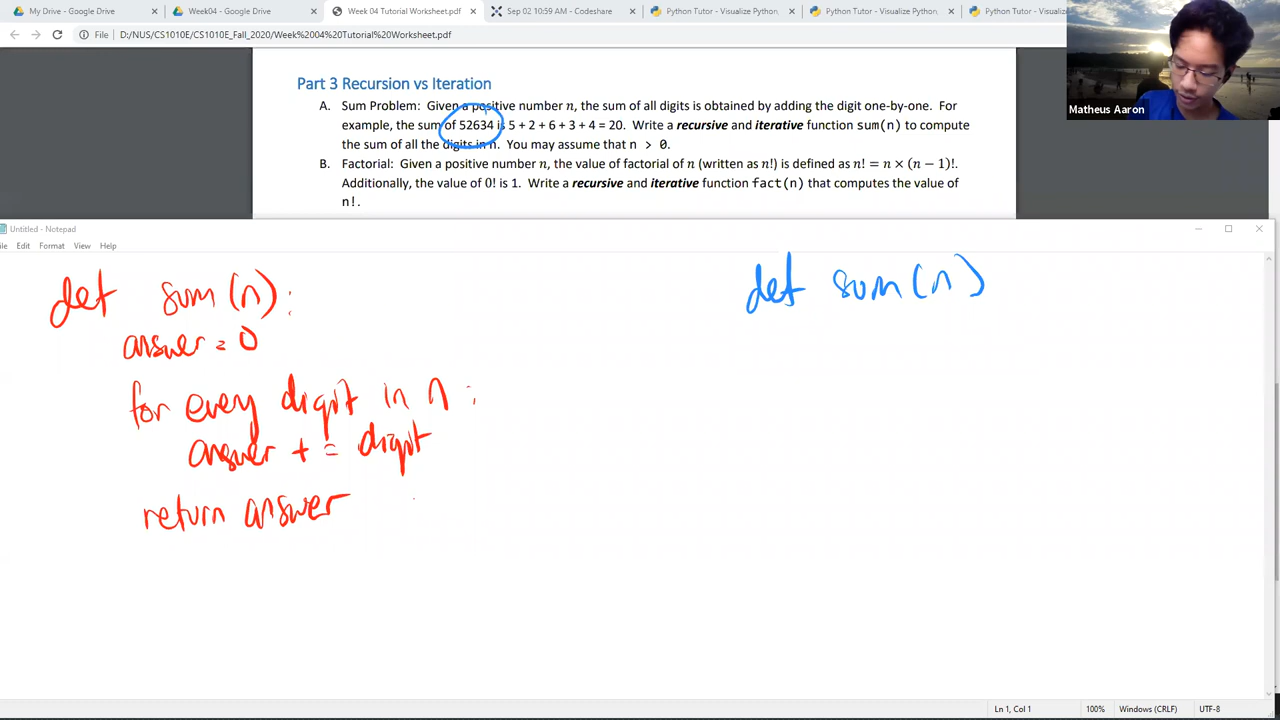 My Drive - Google Drive
Week04 - Google Drive
Week 04 Tutorial Worksheet.pdf
Sep 02 10:59 AM - Codeshare
Python Tutor - Visualize Python,
Python Tutor - Visualize Python,
Python Tutor - Visualiz
File | D:/NUS/CS1010E/CS1010E_Fall_2020/Week%2004%20Tutorial%20Worksheet.pdf
Matheus Aaron
Part 3 Recursion vs Iteration
A. Sum Problem: Given a positive number n, the sum of all digits is obtained by adding the digit one-by-one. For
example, the sum of 52634 is 5 + 2 + 6 + 3 + 4 = 20. Write a recursive and iterative function sum(n) to compute
the sum of all the digits in n. You may assume that n > 0.
B. Factorial: Given a positive number n, the value of factorial of n (written as n!) is defined as n! = n × (n − 1)!.
Additionally, the value of 0! is 1. Write a recursive and iterative function fact(n) that computes the value of
n!.
Untitled - Notepad
Edit Format View Help
def sum(n):
answer = 0
for every digit in n:
answer += digit
return answer
def sum(n)
Ln 1, Col 1
100%
Windows (CRLF)
UTF-8